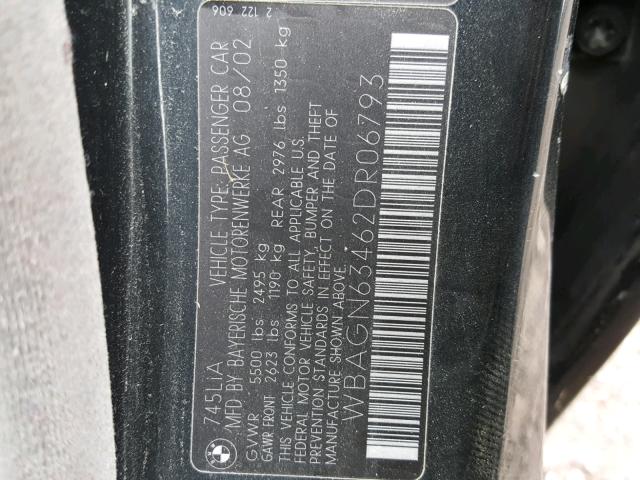 2 122 606
745LiA VEHICLE TYPE: PASSENGER CAR
MFD BY: BAYERISCHE MOTORENWERKE AG 08/02
GVWR 5500 lbs 2495 kg
GAWR FRONT 2623 lbs 1190 kg REAR 2976 lbs 1350 kg
THIS VEHICLE CONFORMS TO ALL APPLICABLE U.S.
FEDERAL MOTOR VEHICLE SAFETY, BUMPER AND THEFT
PREVENTION STANDARDS IN EFFECT ON THE DATE OF
MANUFACTURE SHOWN ABOVE.
WBAGN63462DR06793